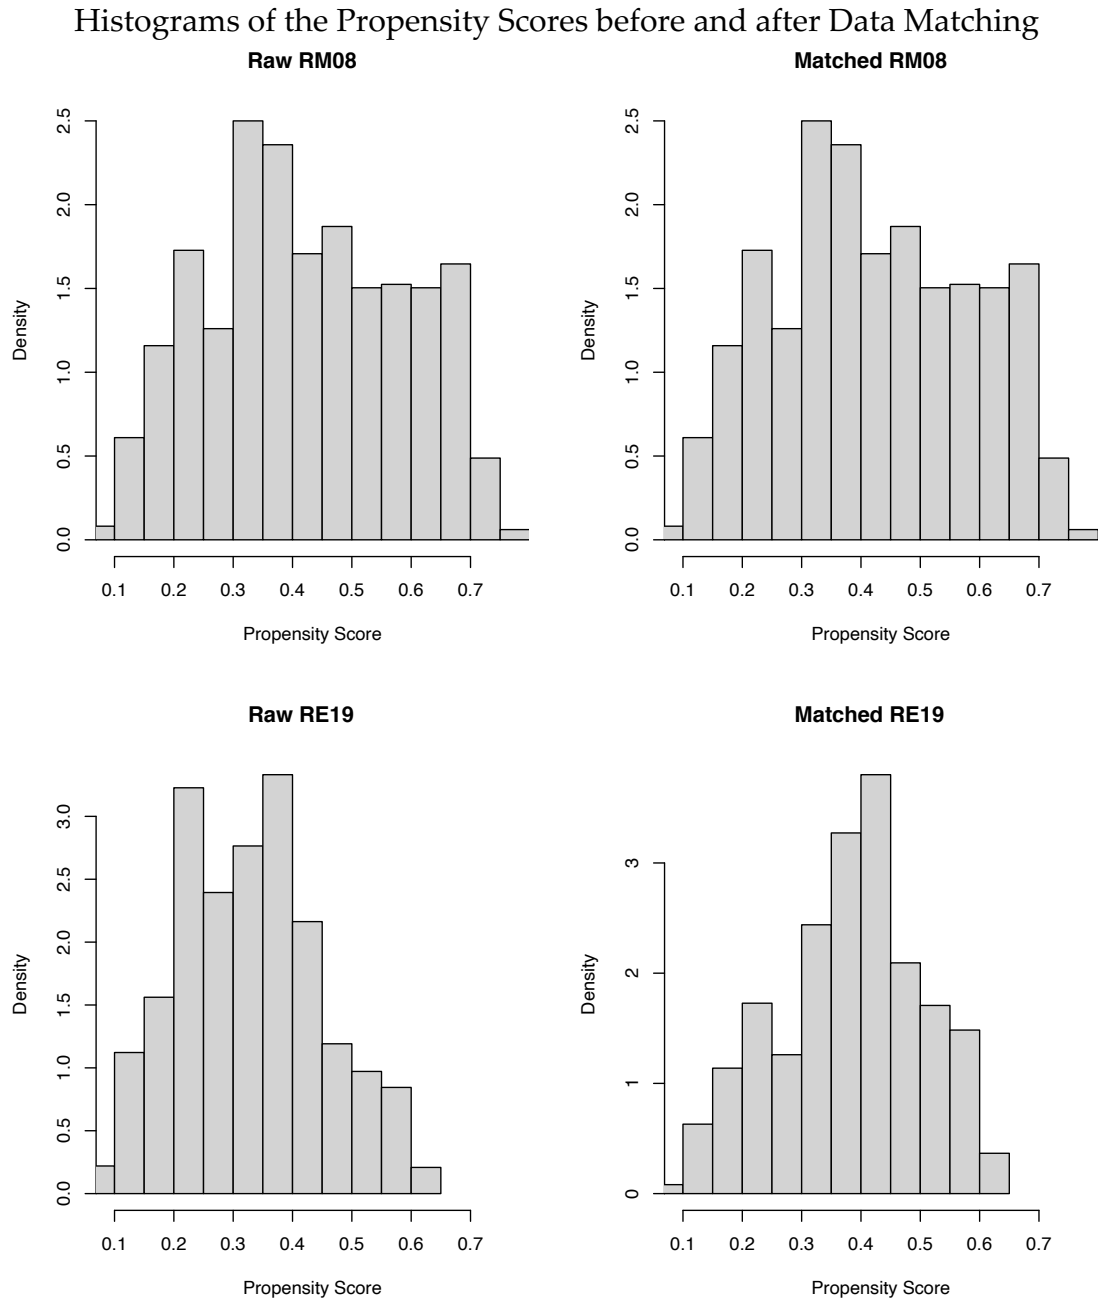 Histograms of the Propensity Scores before and after Data Matching
Raw RM08
Density
2.5
2.0
1.5
1.0
0.5
0.0
0.1 0.2 0.3 0.4 0.5 0.6 0.7
Propensity Score
Matched RM08
Density
2.5
2.0
1.5
1.0
0.5
0.0
0.1 0.2 0.3 0.4 0.5 0.6 0.7
Propensity Score
Raw RE19
Density
3.0
2.5
2.0
1.5
1.0
0.5
0.0
0.1 0.2 0.3 0.4 0.5 0.6 0.7
Propensity Score
Matched RE19
Density
3
2
1
0
0.1 0.2 0.3 0.4 0.5 0.6 0.7
Propensity Score